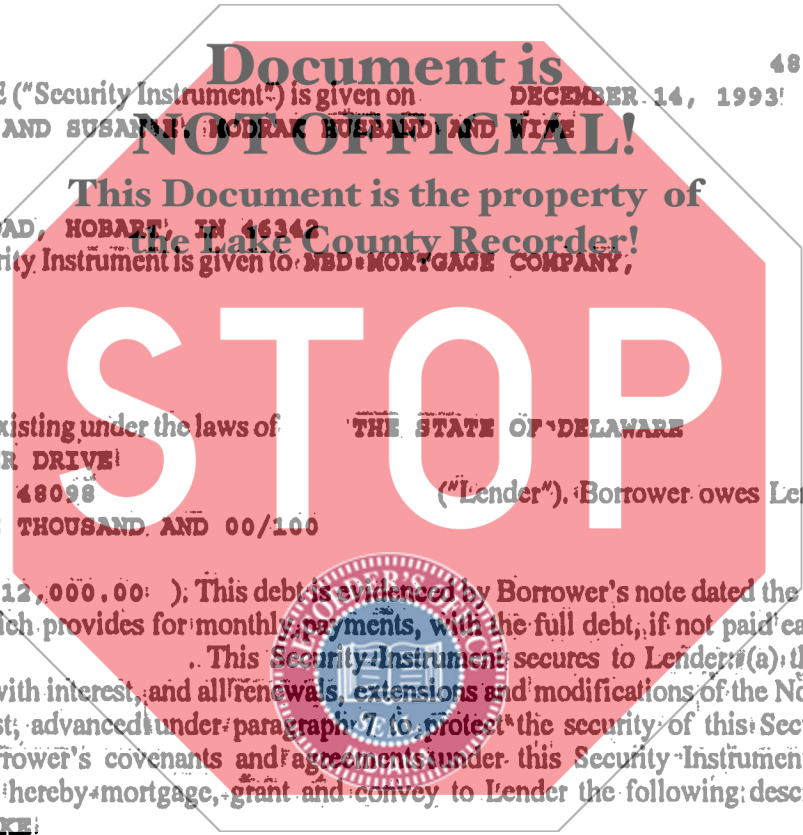 Document is
48
E ("Security Instrument") is given on DECEMBER 14, 1993
AND SUSAN E. MODRAK HUSBAND AND WIFE
NOT OFFICIAL!
This Document is the property of
OAD, HOBART, IN 46342
the Lake County Recorder!
rity Instrument is given to NBD MORTGAGE COMPANY,
STOP
xisting under the laws of THE STATE OF DELAWARE
R DRIVE
48098 ("Lender"). Borrower owes Len
THOUSAND AND 00/100
12,000.00 ). This debt is evidenced by Borrower's note dated the
ich provides for monthly payments, with the full debt, if not paid ea
. This Security Instrument secures to Lender: (a) th
with interest, and all renewals, extensions and modifications of the No
st, advanced under paragraph 7 to protect the security of this Sec
rrower's covenants and agreements under this Security Instrument
hereby mortgage, grant and convey to Lender the following desc
KE